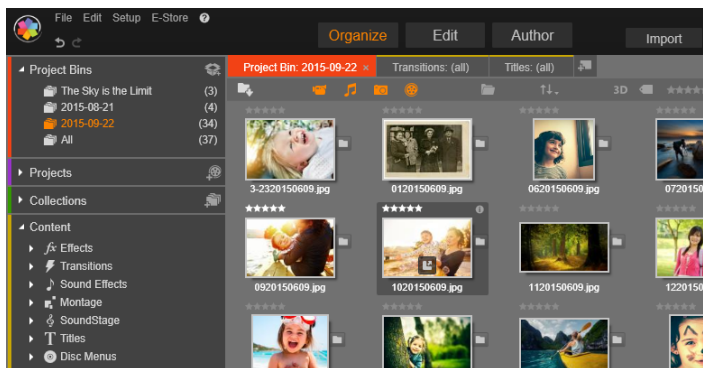 File Edit Setup E-Store ?
Organize Edit Author Import
Project Bins
The Sky is the Limit (3)
2015-08-21 (4)
2015-09-22 (34)
All (37)
Projects
Collections
Content
fx Effects
Transitions
Sound Effects
Montage
SoundStage
T Titles
Disc Menus
Project Bin: 2015-09-22 × Transitions: (all) Titles: (all)
3D
3-2320150609.jpg 0120150609.jpg 0620150609.jpg 0720150
0920150609.jpg 1020150609.jpg 1120150609.jpg 1220150